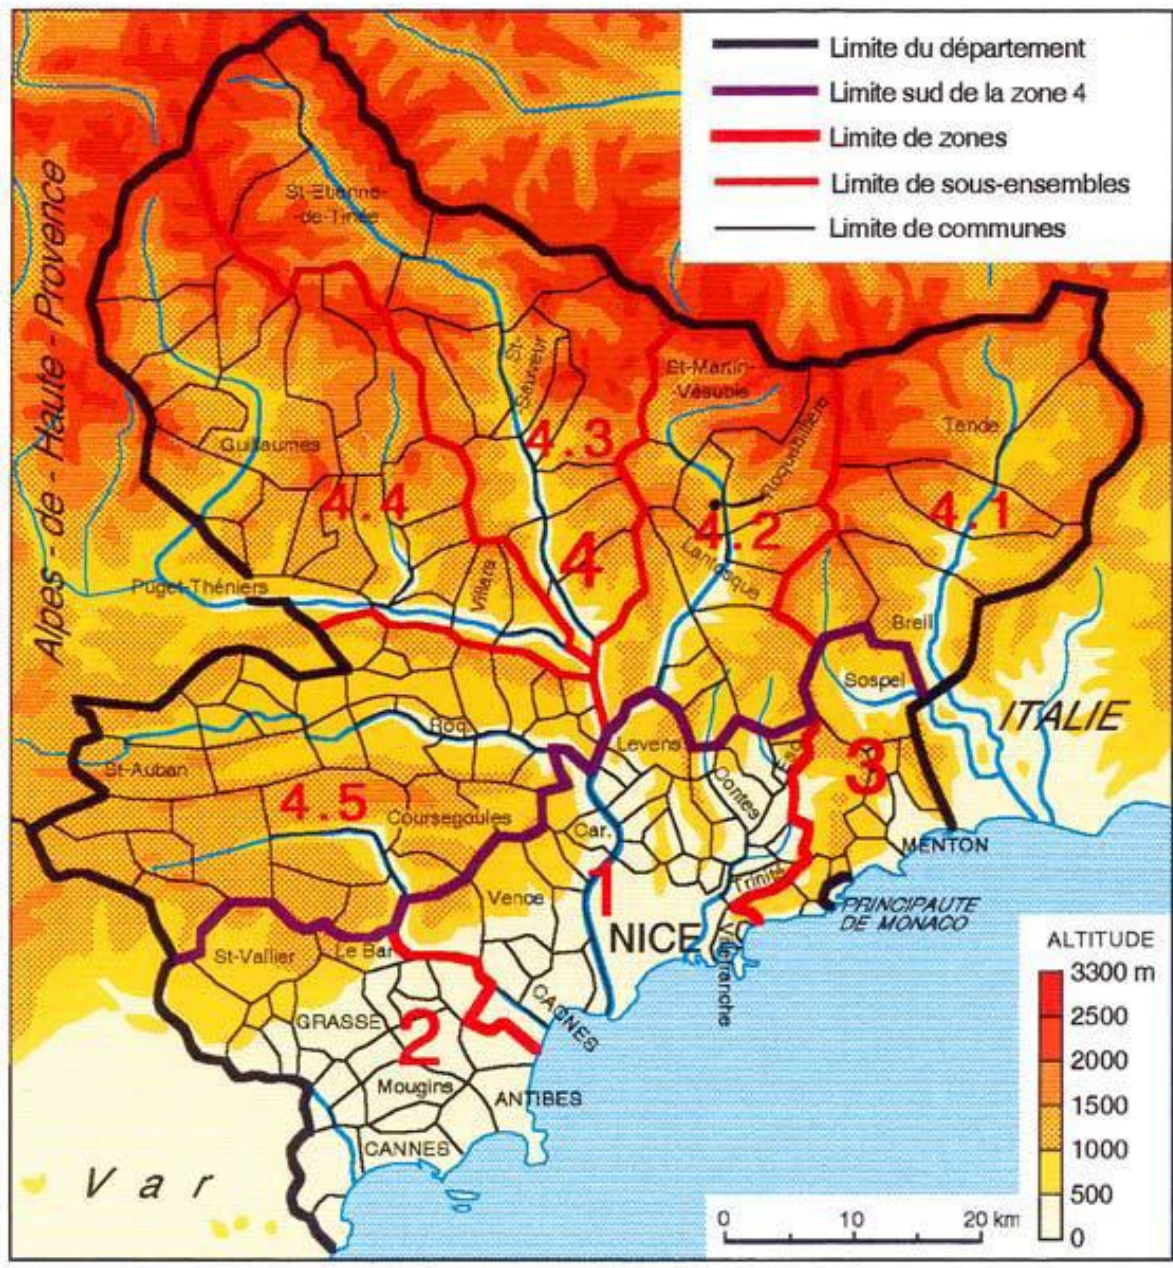 Limite du département
Limite sud de la zone 4
Limite de zones
Limite de sous-ensembles
Limite de communes
Alpes - de - Haute - Provence
St-Etienne-
-de-Tinée
St-
Sauveur
St-Martin-
-Vésubie
Roquebillière
Tende
Guillaumes
4.3
4.4
4
4.2
4.1
Lantosque
Puget-Théniers
Villars
Breil
Sospel
ITALIE
Roq.
Levens
St-Auban
Contes
Esc.
3
4.5
Coursegoules
Car.
MENTON
1
Trinité
Vence
PRINCIPAUTE
DE MONACO
NICE
Villefranche
St-Vallier
Le Bar
CAGNES
GRASSE
2
Mougins
ANTIBES
CANNES
Var
ALTITUDE
3300 m
2500
2000
1500
1000
500
0
0 10 20 km